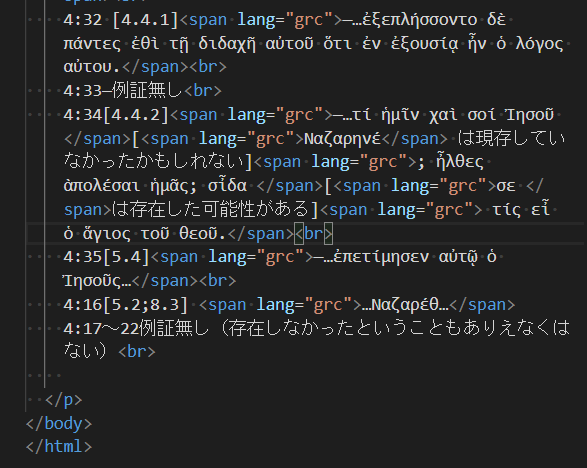 4:32 [4.4.1]<span lang="grc">—…ἐξεπλήσσοντο δὲ
πάντες ἐθὶ τῇ διδαχῇ αὐτοῦ ὅτι ἐν ἐξουσίᾳ ἦν ὁ λόγος
αὐτου.</span><br>
4:33—例証無し<br>
4:34[4.4.2]<span lang="grc">—…τί ἡμῖν χαὶ σοί Ἰησοῦ
</span>[<span lang="grc">Ναζαρηνέ</span> は現存してい
なかったかもしれない]<span lang="grc">; ἦλθες
ἀπολέσαι ἡμᾶς; σἶδα </span>[<span lang="grc">σε </
span>は存在した可能性がある]<span lang="grc"> τίς εἶ
ὁ ἅγιος τοῦ θεοῦ.</span><br>
4:35[5.4]<span lang="grc">—…ἐπετίμησεν αὐτῷ ὁ
Ἰησοῦς…</span><br>
4:16[5.2;8.3] <span lang="grc">…Ναζαρέθ…</span>
4:17～22例証無し（存在しなかったということもありえなくは
ない）<br>
</p>
</body>
</html>